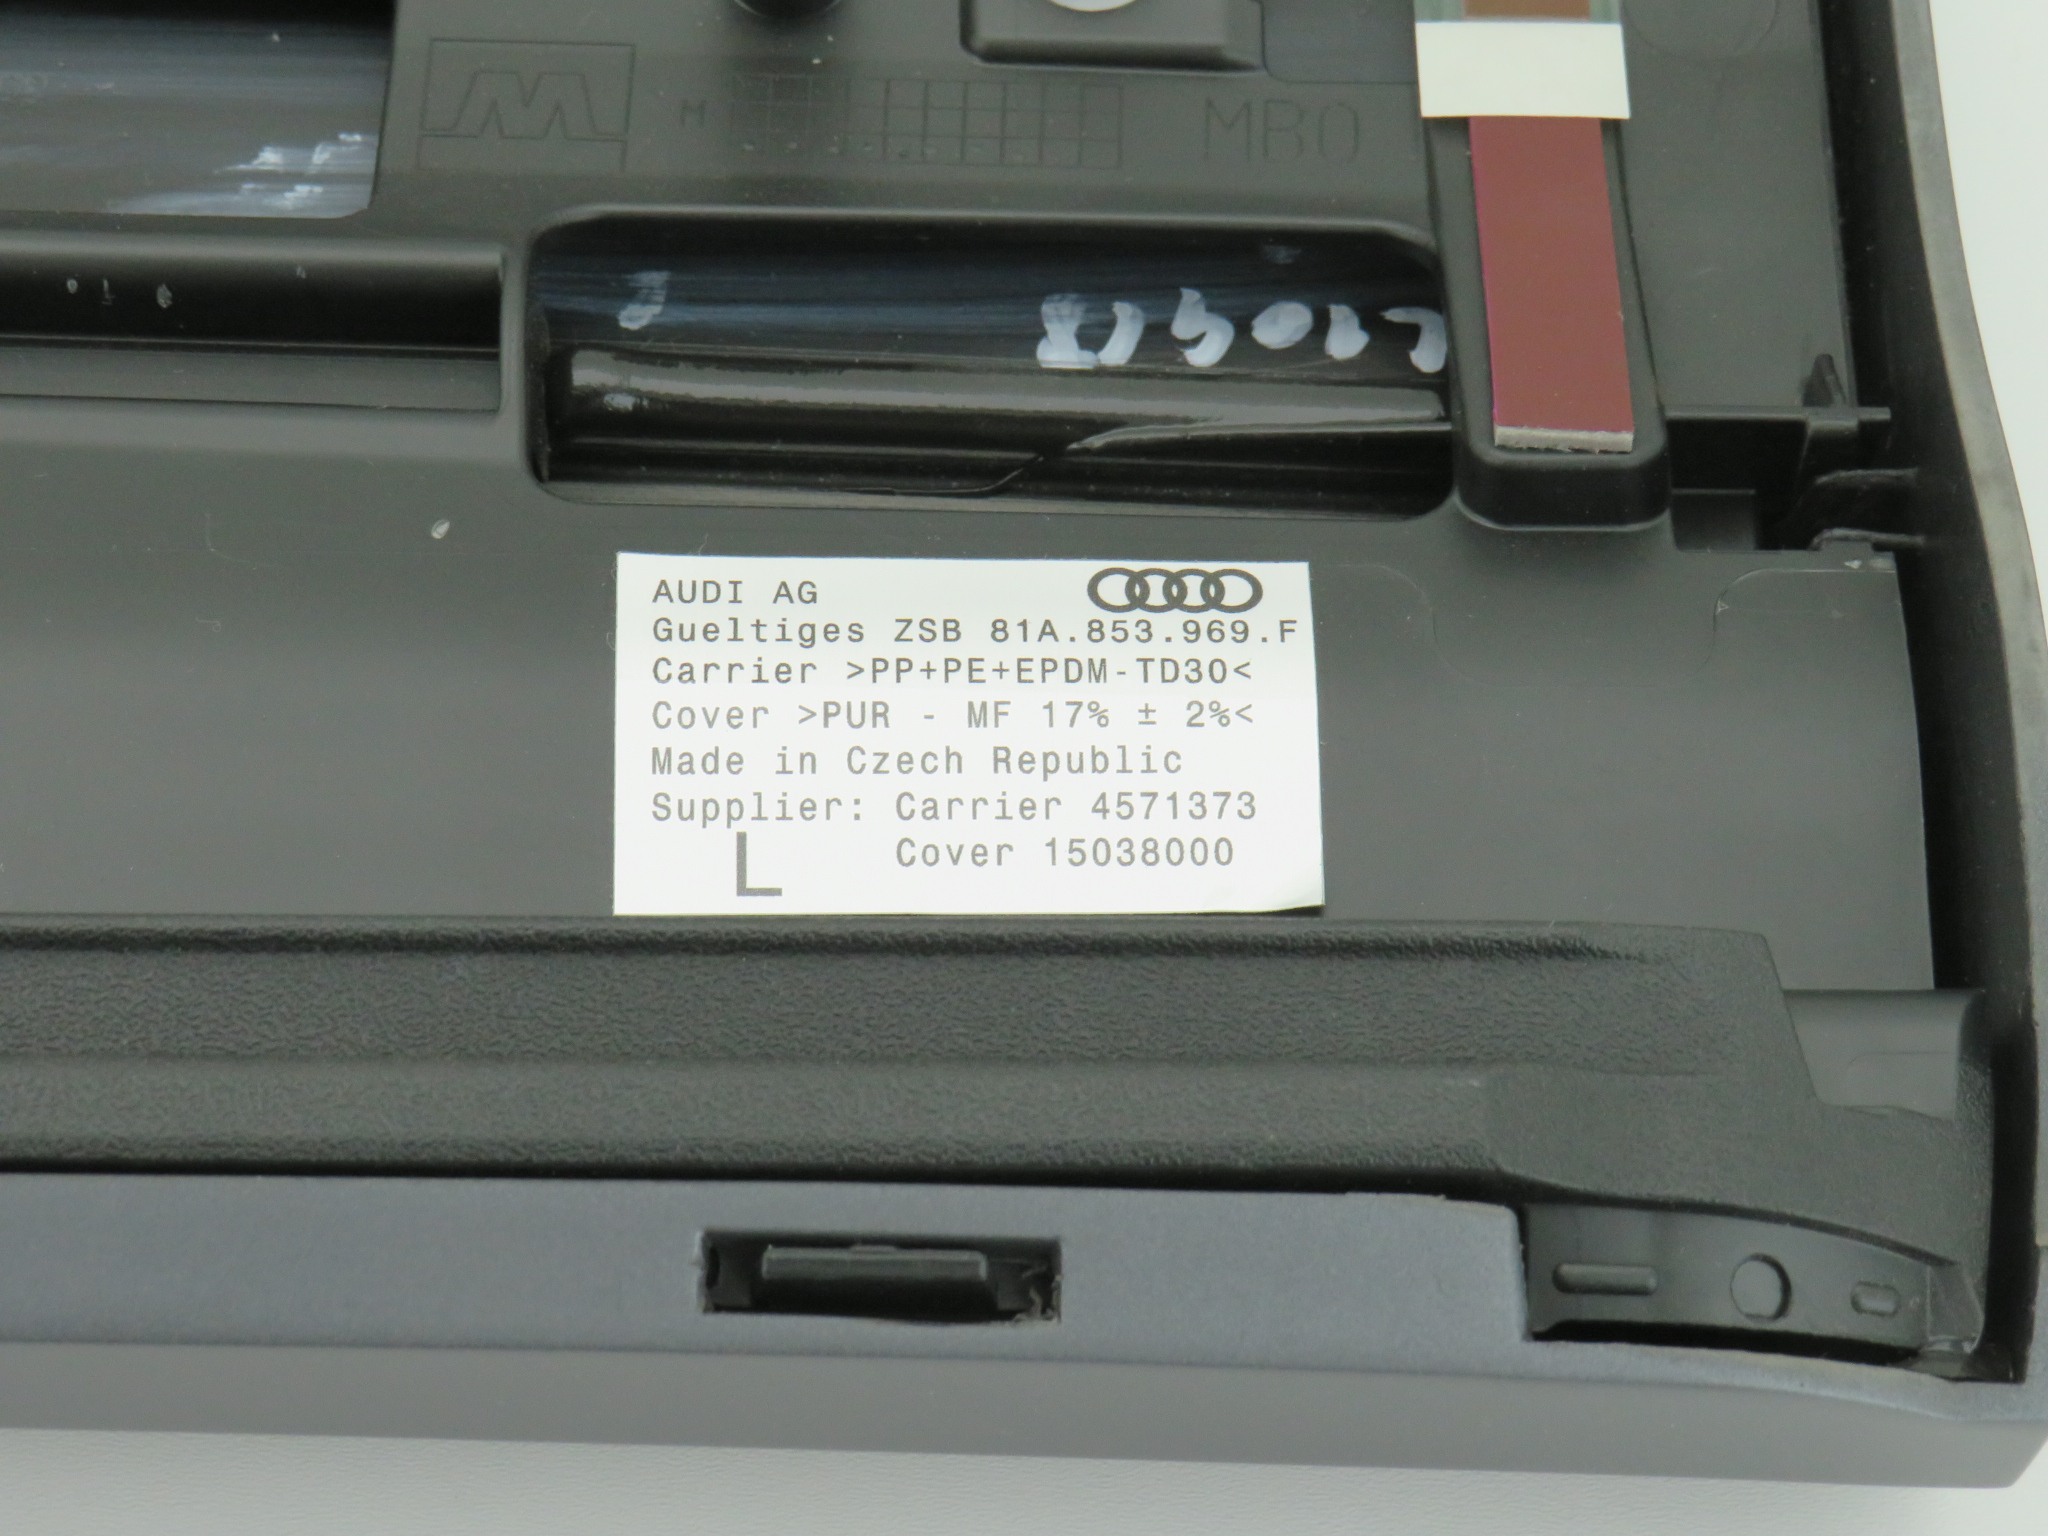 MBO
AUDI AG
Gueltiges ZSB 81A.853.969.F
Carrier >PP+PE+EPDM-TD30<
Cover >PUR - MF 17% ± 2%<
Made in Czech Republic
Supplier: Carrier 4571373
Cover 15038000
L